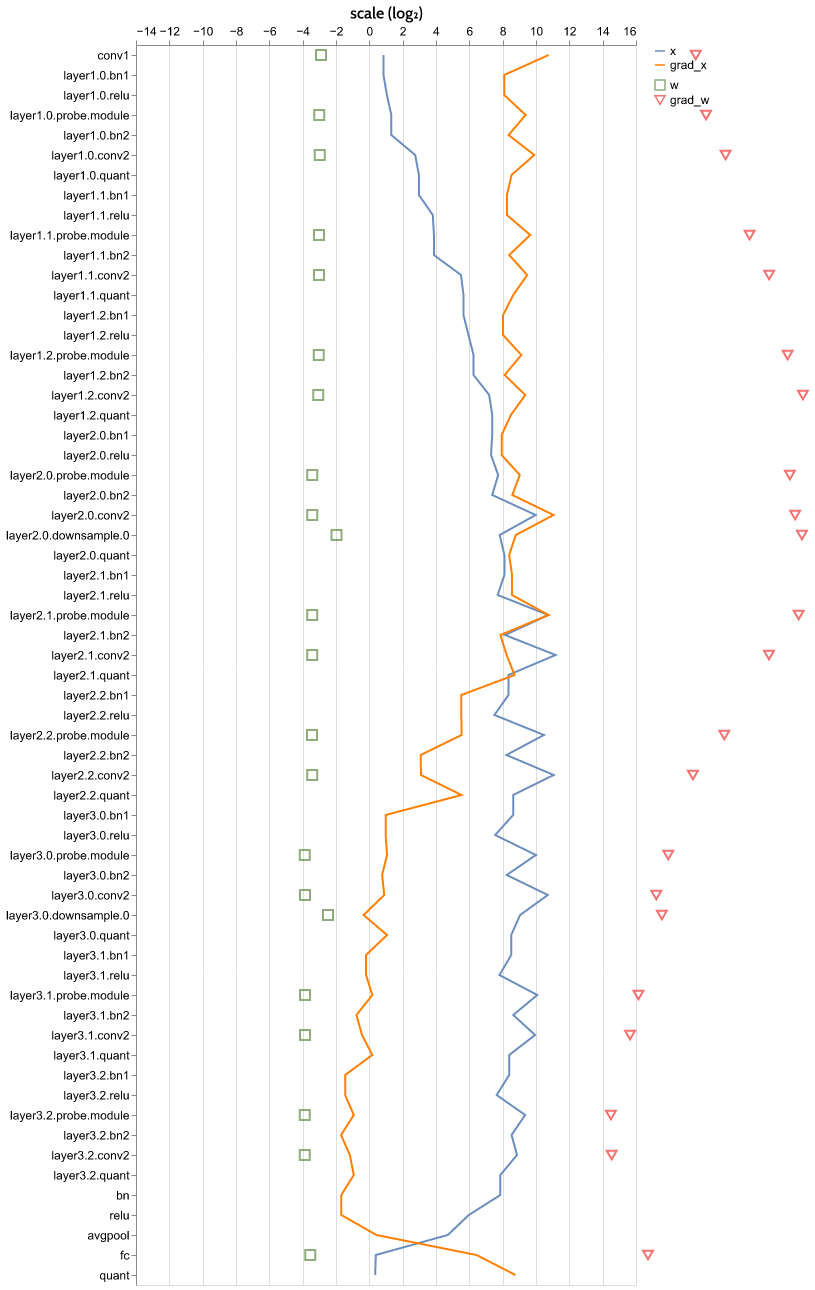 scale (log₂)
−14 −12 −10 −8 −6 −4 −2 0 2 4 6 8 10 12 14 16
conv1
layer1.0.bn1
layer1.0.relu
layer1.0.probe.module
layer1.0.bn2
layer1.0.conv2
layer1.0.quant
layer1.1.bn1
layer1.1.relu
layer1.1.probe.module
layer1.1.bn2
layer1.1.conv2
layer1.1.quant
layer1.2.bn1
layer1.2.relu
layer1.2.probe.module
layer1.2.bn2
layer1.2.conv2
layer1.2.quant
layer2.0.bn1
layer2.0.relu
layer2.0.probe.module
layer2.0.bn2
layer2.0.conv2
layer2.0.downsample.0
layer2.0.quant
layer2.1.bn1
layer2.1.relu
layer2.1.probe.module
layer2.1.bn2
layer2.1.conv2
layer2.1.quant
layer2.2.bn1
layer2.2.relu
layer2.2.probe.module
layer2.2.bn2
layer2.2.conv2
layer2.2.quant
layer3.0.bn1
layer3.0.relu
layer3.0.probe.module
layer3.0.bn2
layer3.0.conv2
layer3.0.downsample.0
layer3.0.quant
layer3.1.bn1
layer3.1.relu
layer3.1.probe.module
layer3.1.bn2
layer3.1.conv2
layer3.1.quant
layer3.2.bn1
layer3.2.relu
layer3.2.probe.module
layer3.2.bn2
layer3.2.conv2
layer3.2.quant
bn
relu
avgpool
fc
quant
x
grad_x
w
grad_w